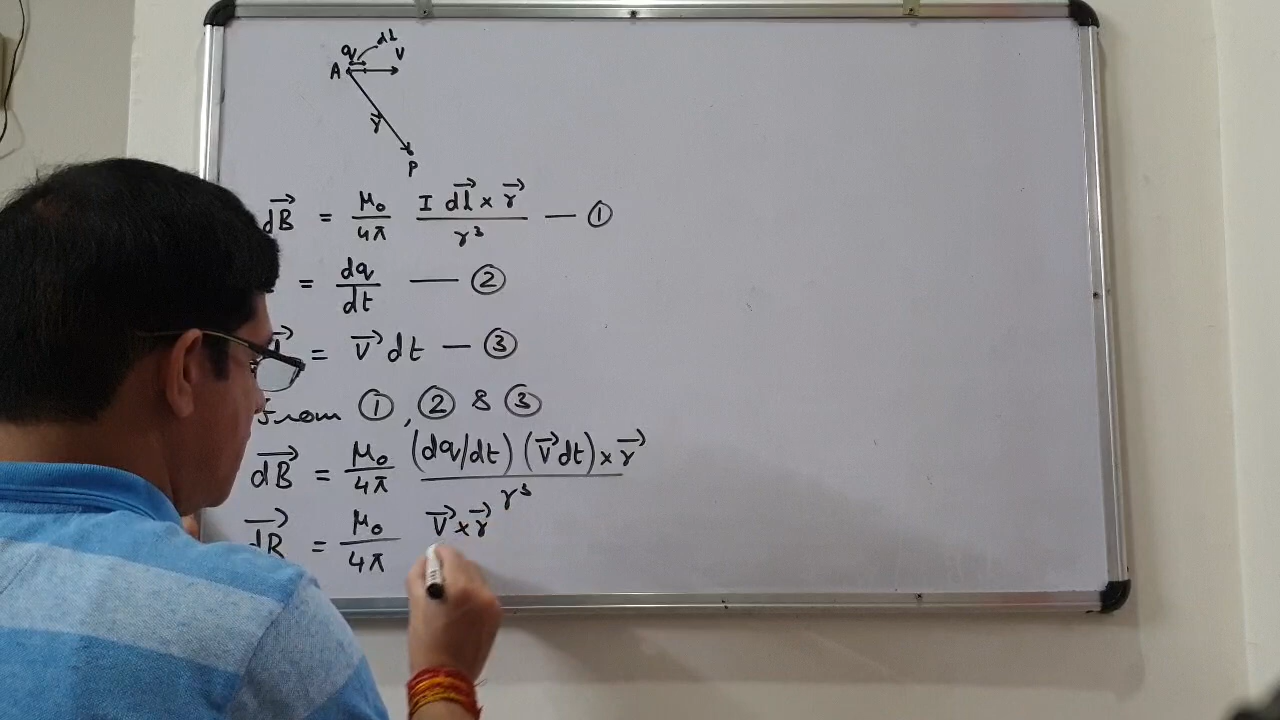 q dl
A V
r⃗
P
dB⃗ = μ₀/4π I dl⃗ × r⃗/r³ — ①
= dq/dt — ②
= V⃗ dt — ③
From ①, ② & ③
dB⃗ = μ₀/4π (dq/dt) (V⃗dt) × r⃗/r³
dB⃗ = μ₀/4π V⃗ × r⃗